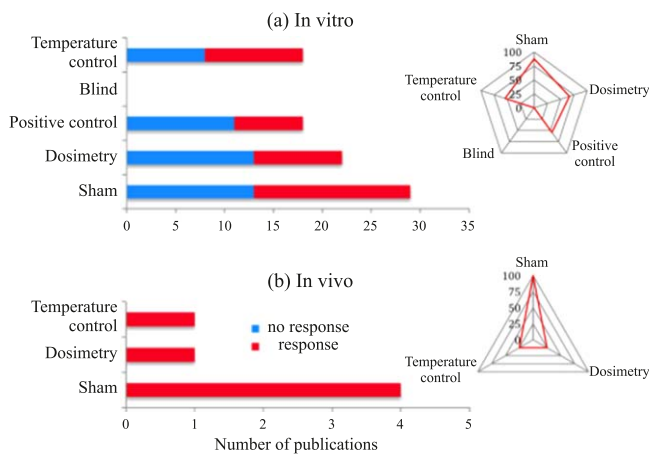 (a) In vitro
Temperature
control
Blind
Positive control
Dosimetry
Sham
0 5 10 15 20 25 30 35
Sham
100
75
50
25
0
Temperature
control
Dosimetry
Blind
Positive
control
(b) In vivo
Temperature
control
Dosimetry
Sham
no response
response
0 1 2 3 4 5
Number of publications
Sham
100
75
50
25
0
Temperature
control
Dosimetry